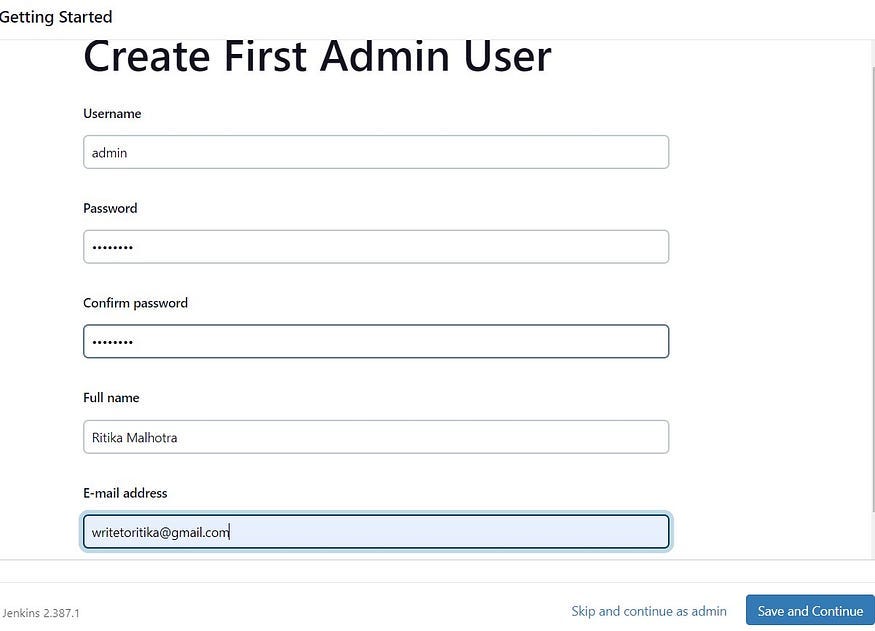 Getting Started
Create First Admin User
Username
admin
Password
••••••••
Confirm password
••••••••
Full name
Ritika Malhotra
E-mail address
writetoritika@gmail.com
Jenkins 2.387.1
Skip and continue as admin
Save and Continue